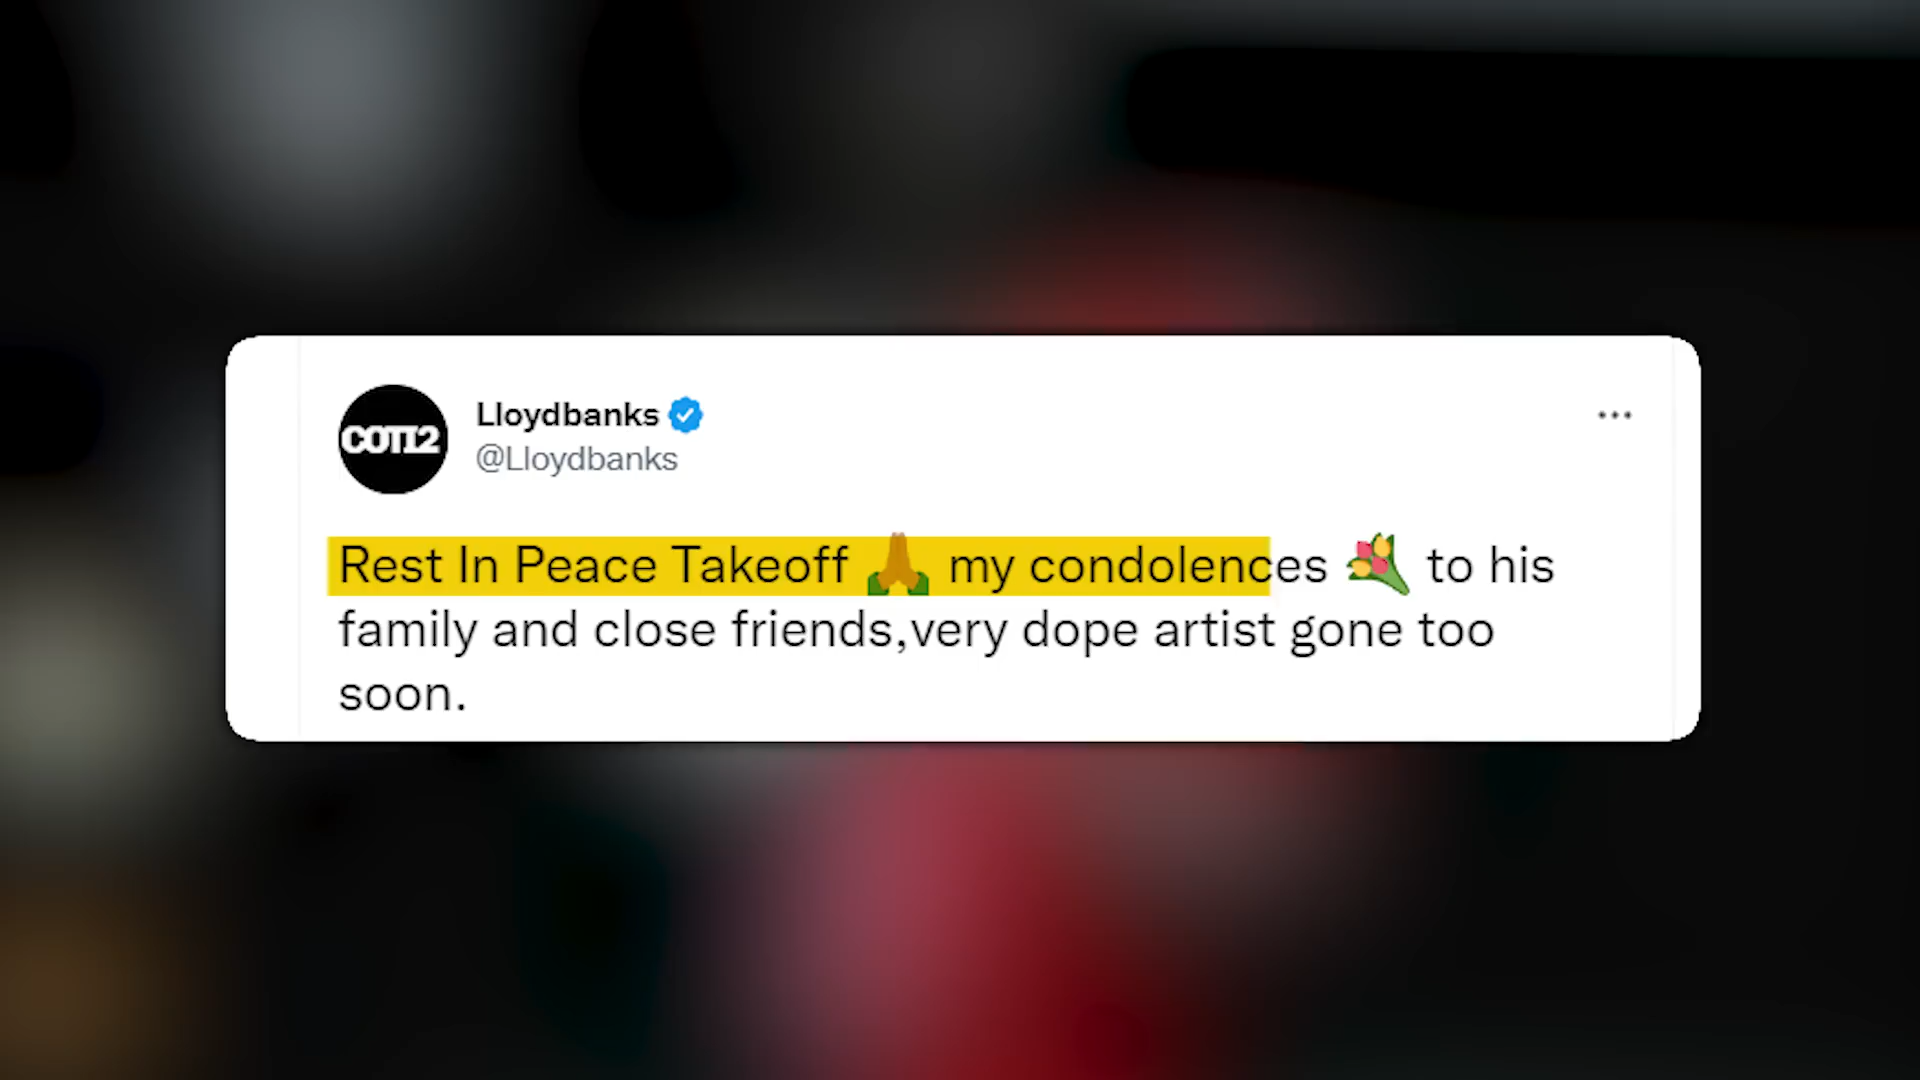 COTI2
Lloydbanks
@Lloydbanks
Rest In Peace Takeoff 🙏🏾 my condolences 💐 to his
family and close friends,very dope artist gone too
soon.